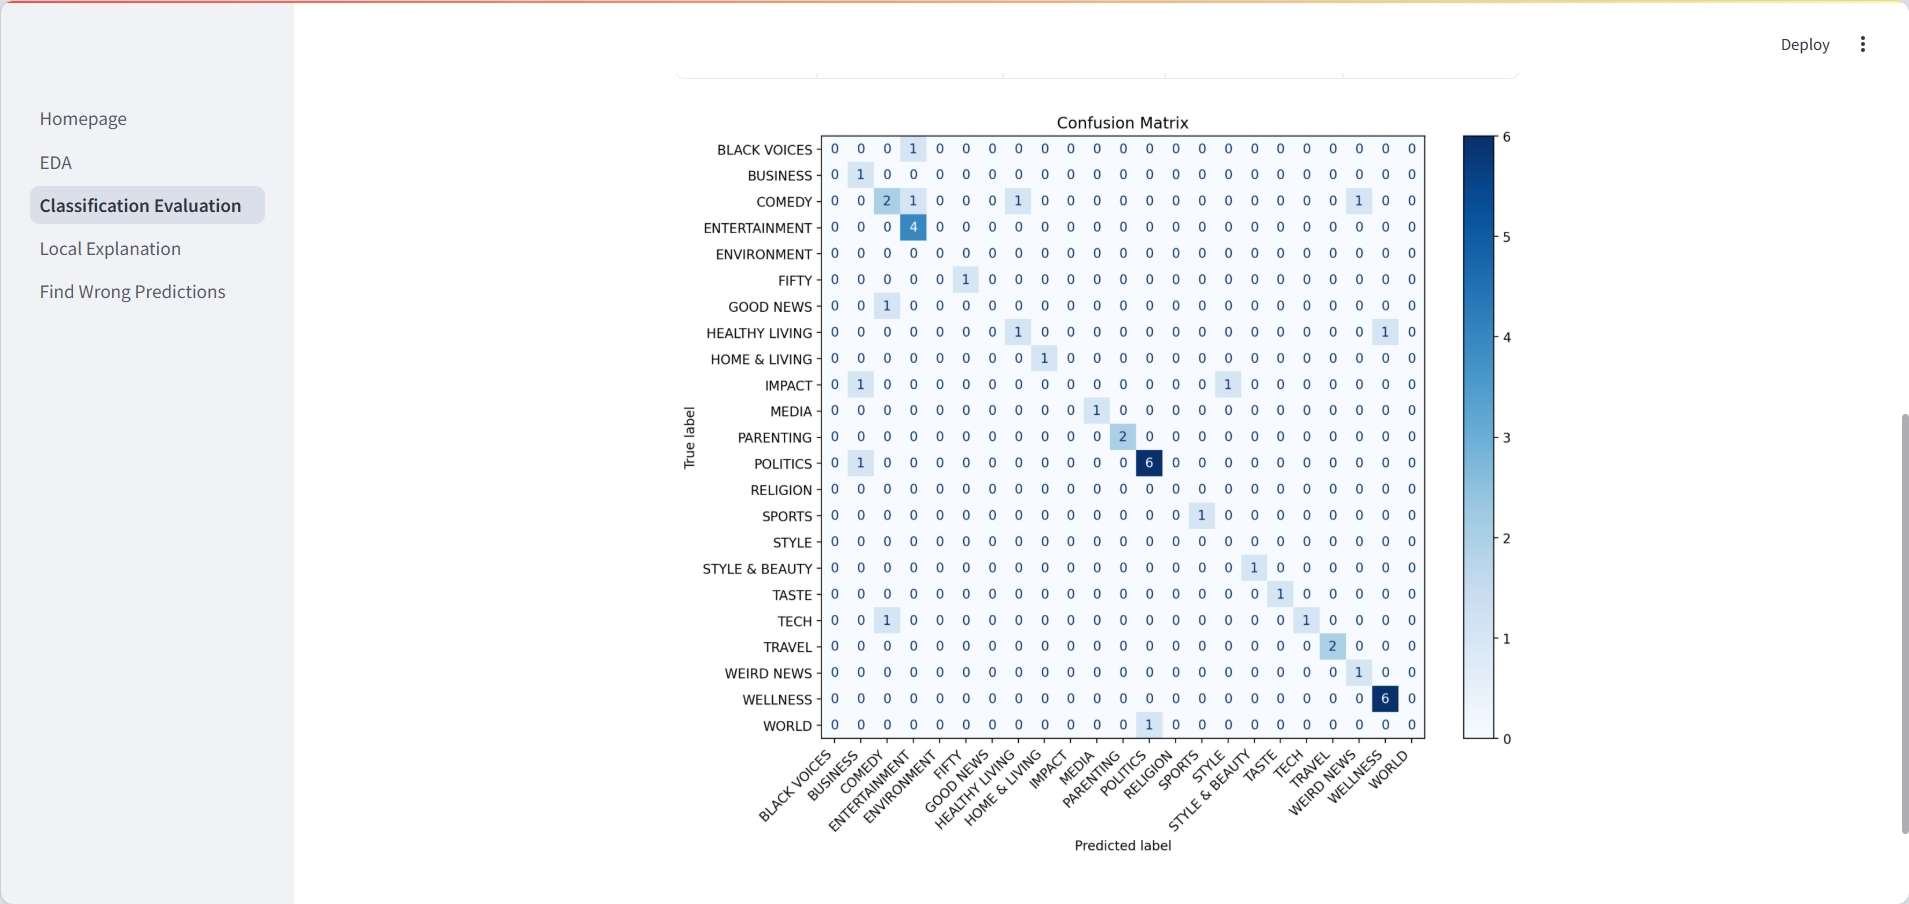 Deploy
Homepage
EDA
Classification Evaluation
Local Explanation
Find Wrong Predictions
Confusion Matrix
True label
BLACK VOICES 0 0 0 1 0 0 0 0 0 0 0 0 0 0 0 0 0 0 0 0 0 0 0
BUSINESS 0 1 0 0 0 0 0 0 0 0 0 0 0 0 0 0 0 0 0 0 0 0 0
COMEDY 0 0 2 1 0 0 0 1 0 0 0 0 0 0 0 0 0 0 0 0 1 0 0
ENTERTAINMENT 0 0 0 4 0 0 0 0 0 0 0 0 0 0 0 0 0 0 0 0 0 0 0
ENVIRONMENT 0 0 0 0 0 0 0 0 0 0 0 0 0 0 0 0 0 0 0 0 0 0 0
FIFTY 0 0 0 0 0 1 0 0 0 0 0 0 0 0 0 0 0 0 0 0 0 0 0
GOOD NEWS 0 0 1 0 0 0 0 0 0 0 0 0 0 0 0 0 0 0 0 0 0 0 0
HEALTHY LIVING 0 0 0 0 0 0 0 1 0 0 0 0 0 0 0 0 0 0 0 0 0 1 0
HOME & LIVING 0 0 0 0 0 0 0 0 1 0 0 0 0 0 0 0 0 0 0 0 0 0 0
IMPACT 0 1 0 0 0 0 0 0 0 0 0 0 0 0 0 1 0 0 0 0 0 0 0
MEDIA 0 0 0 0 0 0 0 0 0 0 1 0 0 0 0 0 0 0 0 0 0 0 0
PARENTING 0 0 0 0 0 0 0 0 0 0 0 2 0 0 0 0 0 0 0 0 0 0 0
POLITICS 0 1 0 0 0 0 0 0 0 0 0 0 6 0 0 0 0 0 0 0 0 0 0
RELIGION 0 0 0 0 0 0 0 0 0 0 0 0 0 0 0 0 0 0 0 0 0 0 0
SPORTS 0 0 0 0 0 0 0 0 0 0 0 0 0 0 1 0 0 0 0 0 0 0 0
STYLE 0 0 0 0 0 0 0 0 0 0 0 0 0 0 0 0 0 0 0 0 0 0 0
STYLE & BEAUTY 0 0 0 0 0 0 0 0 0 0 0 0 0 0 0 0 1 0 0 0 0 0 0
TASTE 0 0 0 0 0 0 0 0 0 0 0 0 0 0 0 0 0 1 0 0 0 0 0
TECH 0 0 1 0 0 0 0 0 0 0 0 0 0 0 0 0 0 0 1 0 0 0 0
TRAVEL 0 0 0 0 0 0 0 0 0 0 0 0 0 0 0 0 0 0 0 2 0 0 0
WEIRD NEWS 0 0 0 0 0 0 0 0 0 0 0 0 0 0 0 0 0 0 0 0 1 0 0
WELLNESS 0 0 0 0 0 0 0 0 0 0 0 0 0 0 0 0 0 0 0 0 0 6 0
WORLD 0 0 0 0 0 0 0 0 0 0 0 0 1 0 0 0 0 0 0 0 0 0 0
BLACK VOICES
BUSINESS
COMEDY
ENTERTAINMENT
ENVIRONMENT
FIFTY
GOOD NEWS
HEALTHY LIVING
HOME & LIVING
IMPACT
MEDIA
PARENTING
POLITICS
RELIGION
SPORTS
STYLE
STYLE & BEAUTY
TASTE
TECH
TRAVEL
WEIRD NEWS
WELLNESS
WORLD
Predicted label
6
5
4
3
2
1
0